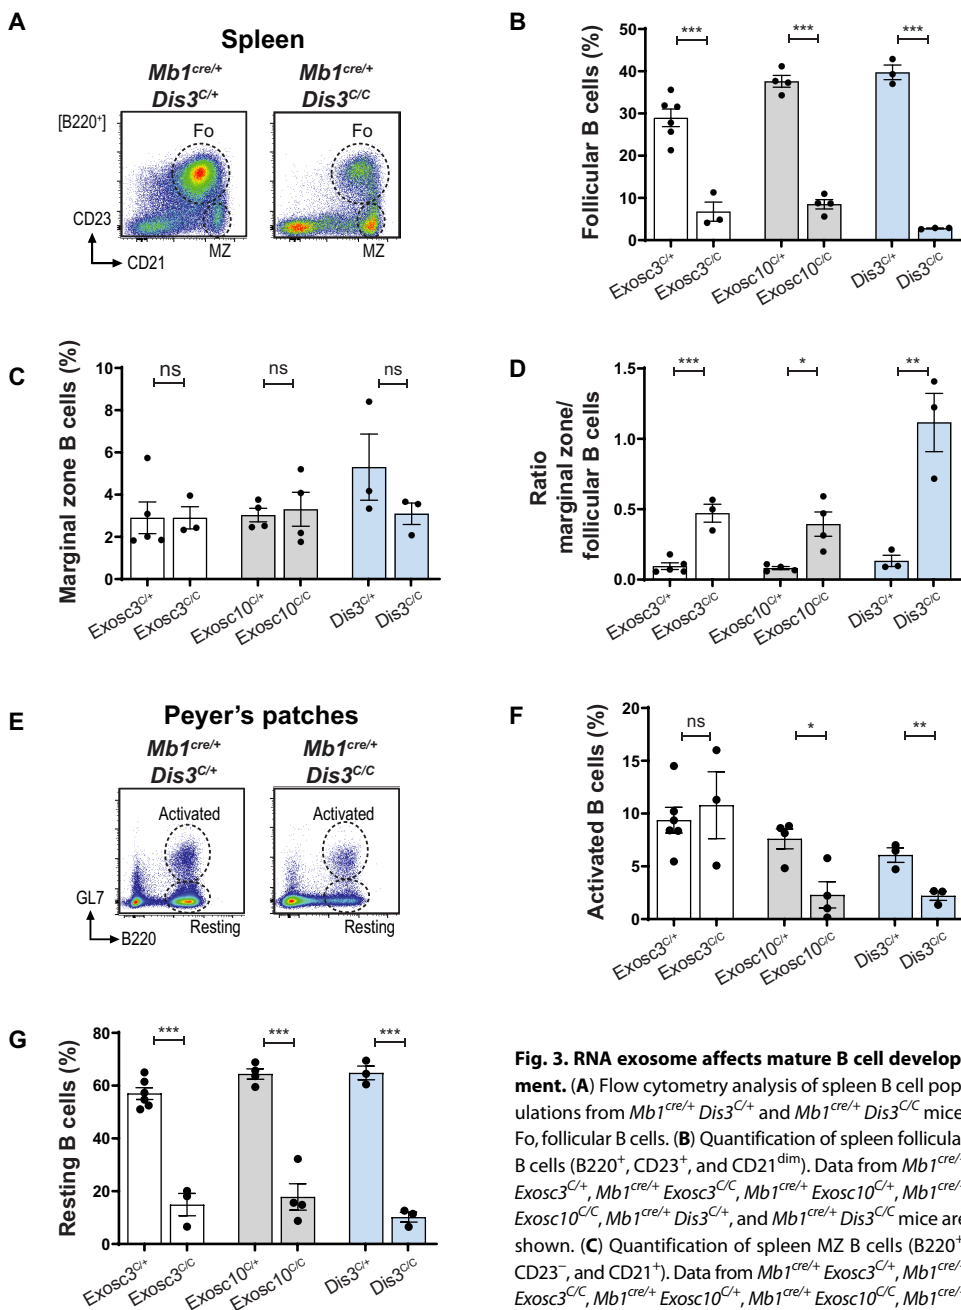 A
Spleen
Mb1cre/+
Dis3C/+
Mb1cre/+
Dis3C/C
[B220+]
Fo
CD23
CD21
MZ
MZ
B
Follicular B cells (%)
50
40
30
20
10
0
***
***
***
Exosc3C/+
Exosc3C/C
Exosc10C/+
Exosc10C/C
Dis3C/+
Dis3C/C
C
Marginal zone B cells (%)
10
8
6
4
2
0
ns
ns
ns
Exosc3C/+
Exosc3C/C
Exosc10C/+
Exosc10C/C
Dis3C/+
Dis3C/C
D
Ratio
marginal zone/
follicular B cells
1.5
1.0
0.5
0.0
***
*
**
Exosc3C/+
Exosc3C/C
Exosc10C/+
Exosc10C/C
Dis3C/+
Dis3C/C
E
Peyer's patches
Mb1cre/+
Dis3C/+
Mb1cre/+
Dis3C/C
Activated
Activated
GL7
B220
Resting
Resting
F
Activated B cells (%)
20
15
10
5
0
ns
*
**
Exosc3C/+
Exosc3C/C
Exosc10C/+
Exosc10C/C
Dis3C/+
Dis3C/C
G
Resting B cells (%)
80
60
40
20
0
***
***
***
Exosc3C/+
Exosc3C/C
Exosc10C/+
Exosc10C/C
Dis3C/+
Dis3C/C
Fig. 3. RNA exosome affects mature B cell develop-
ment. (A) Flow cytometry analysis of spleen B cell pop-
ulations from Mb1cre/+ Dis3C/+ and Mb1cre/+ Dis3C/C mice
Fo, follicular B cells. (B) Quantification of spleen follicula
B cells (B220+, CD23+, and CD21dim). Data from Mb1cre/+
Exosc3C/+, Mb1cre/+ Exosc3C/C, Mb1cre/+ Exosc10C/+, Mb1cre/+
Exosc10C/C, Mb1cre/+ Dis3C/+, and Mb1cre/+ Dis3C/C mice are
shown. (C) Quantification of spleen MZ B cells (B220+
CD23−, and CD21+). Data from Mb1cre/+ Exosc3C/+, Mb1cre/+
Exosc3C/C, Mb1cre/+ Exosc10C/+, Mb1cre/+ Exosc10C/C, Mb1cre/+